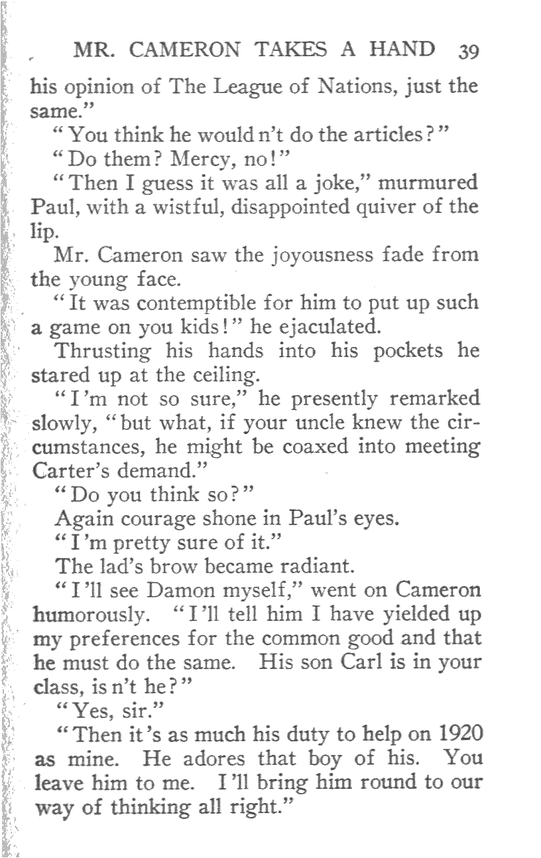 MR. CAMERON TAKES A HAND 39
his opinion of The League of Nations, just the
same.”
“You think he would n't do the articles?”
“Do them? Mercy, no!”
“Then I guess it was all a joke,” murmured
Paul, with a wistful, disappointed quiver of the
lip.
Mr. Cameron saw the joyousness fade from
the young face.
“It was contemptible for him to put up such
a game on you kids!” he ejaculated.
Thrusting his hands into his pockets he
stared up at the ceiling.
“I 'm not so sure,” he presently remarked
slowly, “but what, if your uncle knew the cir-
cumstances, he might be coaxed into meeting
Carter's demand.”
“Do you think so?”
Again courage shone in Paul's eyes.
“I 'm pretty sure of it.”
The lad's brow became radiant.
“I 'll see Damon myself,” went on Cameron
humorously. “I 'll tell him I have yielded up
my preferences for the common good and that
he must do the same. His son Carl is in your
class, is n't he?”
“Yes, sir.”
“Then it 's as much his duty to help on 1920
as mine. He adores that boy of his. You
leave him to me. I 'll bring him round to our
way of thinking all right.”